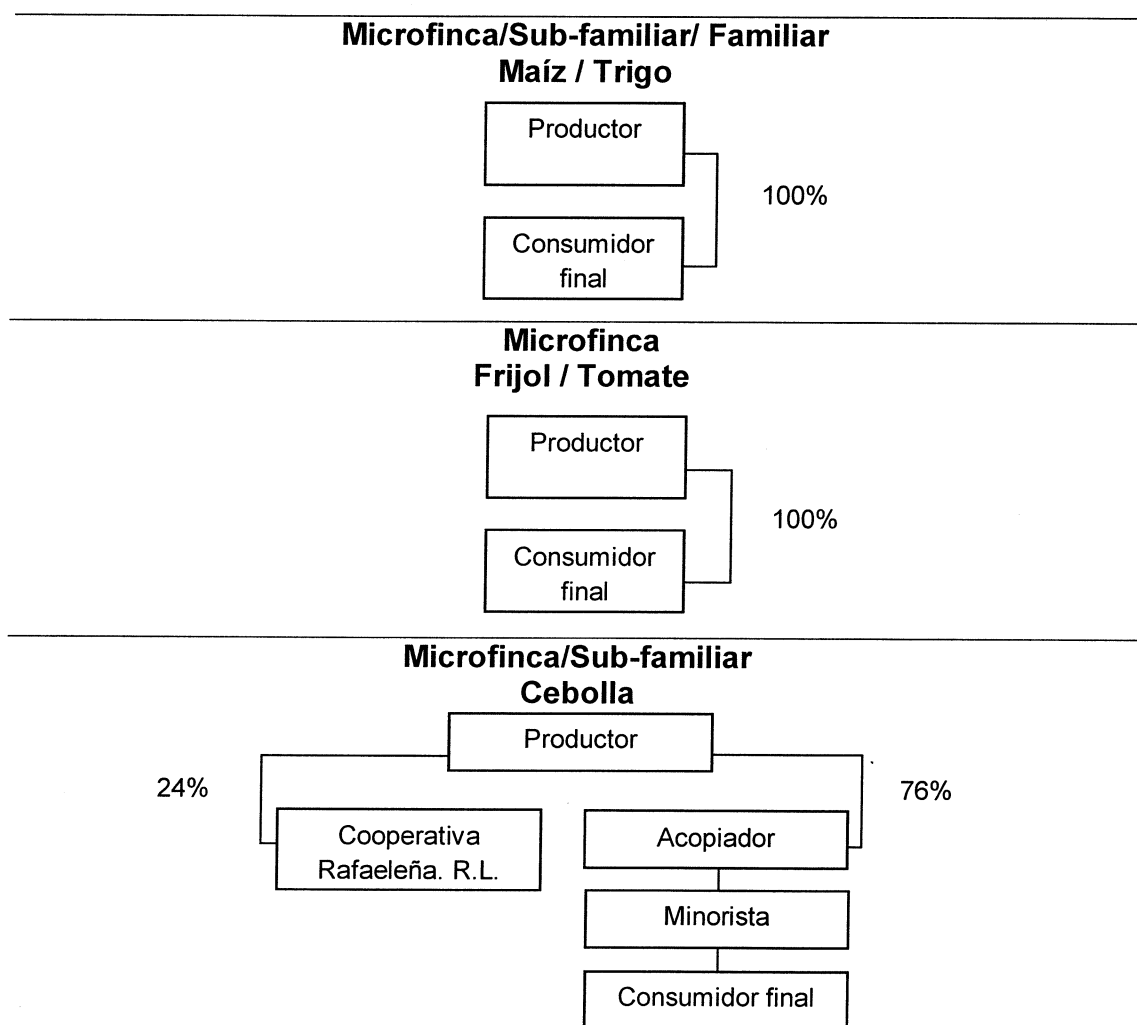 Microfinca/Sub-familiar/ Familiar
Maíz / Trigo
Productor
100%
Consumidor
final
Microfinca
Frijol / Tomate
Productor
100%
Consumidor
final
Microfinca/Sub-familiar
Cebolla
Productor
24%
76%
Cooperativa
Rafaeleña. R.L.
Acopiador
Minorista
Consumidor final